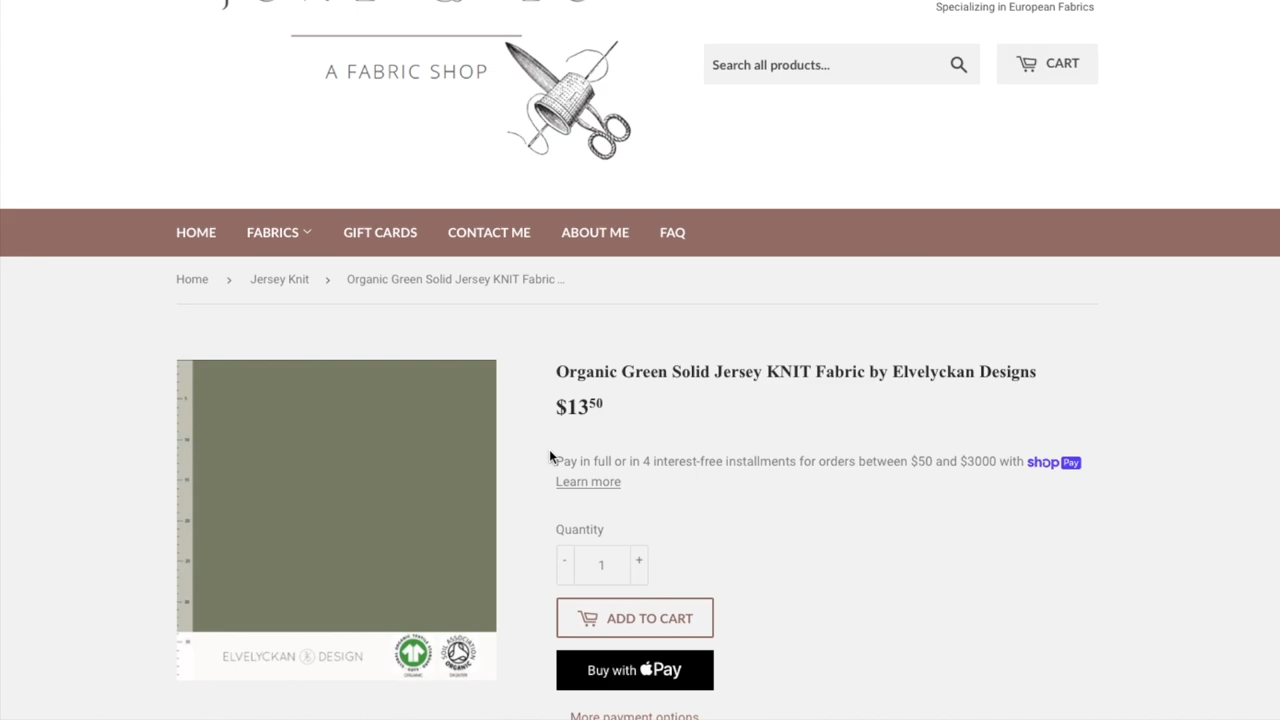 Specializing in European Fabrics
A FABRIC SHOP
Search all products...
CART
HOME FABRICS GIFT CARDS CONTACT ME ABOUT ME FAQ
Home › Jersey Knit › Organic Green Solid Jersey KNIT Fabric ...
Organic Green Solid Jersey KNIT Fabric by Elvelyckan Designs
$1350
Pay in full or in 4 interest-free installments for orders between $50 and $3000 with shop Pay
Learn more
Quantity
- 1 +
ADD TO CART
ELVELYCKAN DESIGN
Buy with Pay
More payment options